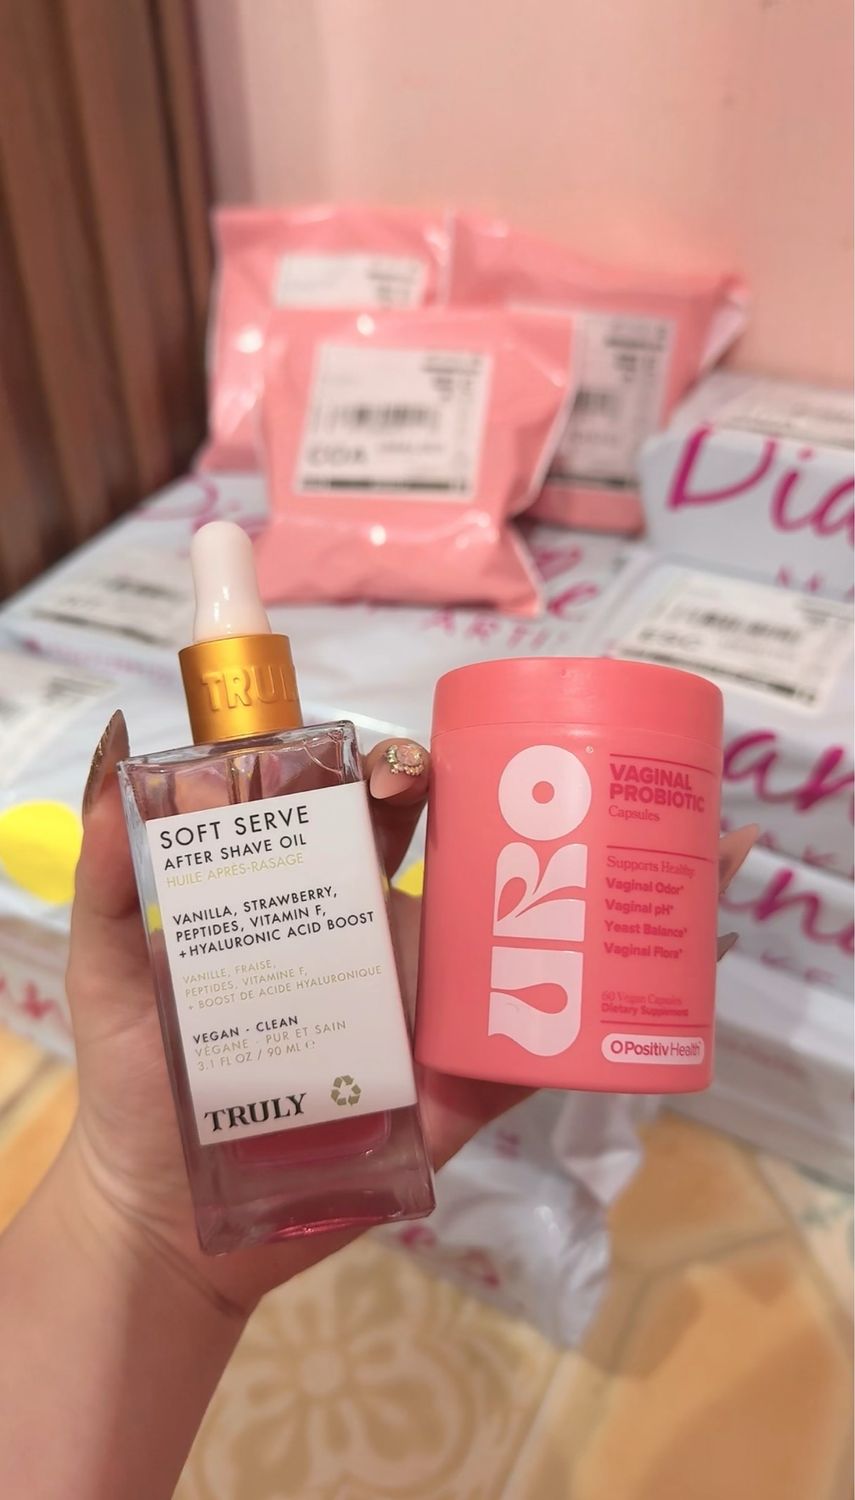 Dia
ARTI
TRU
SOFT SERVE
AFTER SHAVE OIL
HUILE APRÈS-RASAGE
VANILLA, STRAWBERRY,
PEPTIDES, VITAMIN F,
+HYALURONIC ACID BOOST
VANILLE, FRAISE,
PEPTIDES, VITAMINE F,
+ BOOST DE ACIDE HYALURONIQUE
VEGAN · CLEAN
VÉGANE · PUR ET SAIN
3.1 FL OZ / 90 ML ℮
TRULY
URO®
VAGINAL
PROBIOTIC
Capsules
Supports Healthy
Vaginal Odor*
Vaginal pH*
Yeast Balance*
Vaginal Flora*
60 Vegan Capsules
Dietary Supplement
O Positiv Health